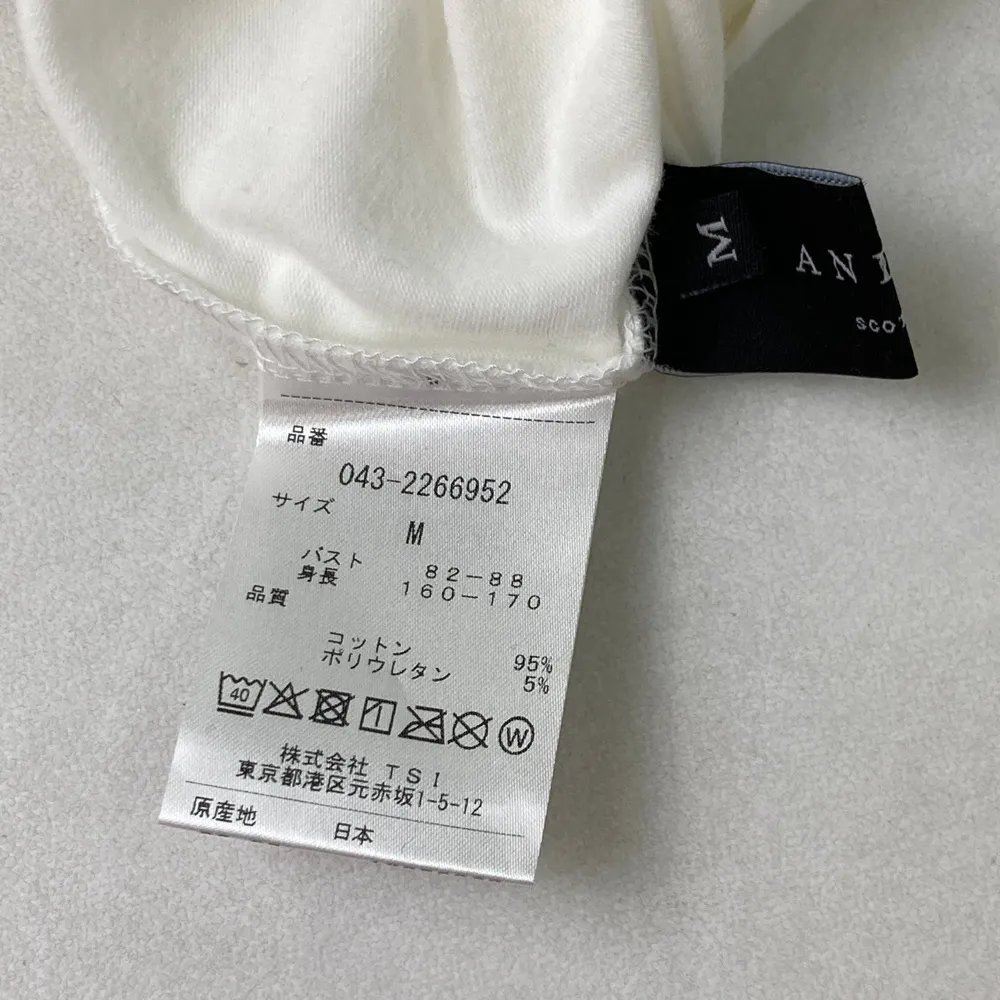 M
AN
SCOT
品番
043-2266952
サイズ
M
バスト 82-88
身長 160-170
品質
コットン 95%
ポリウレタン 5%
40
W
株式会社 TSI
東京都港区元赤坂1-5-12
原産地 日本